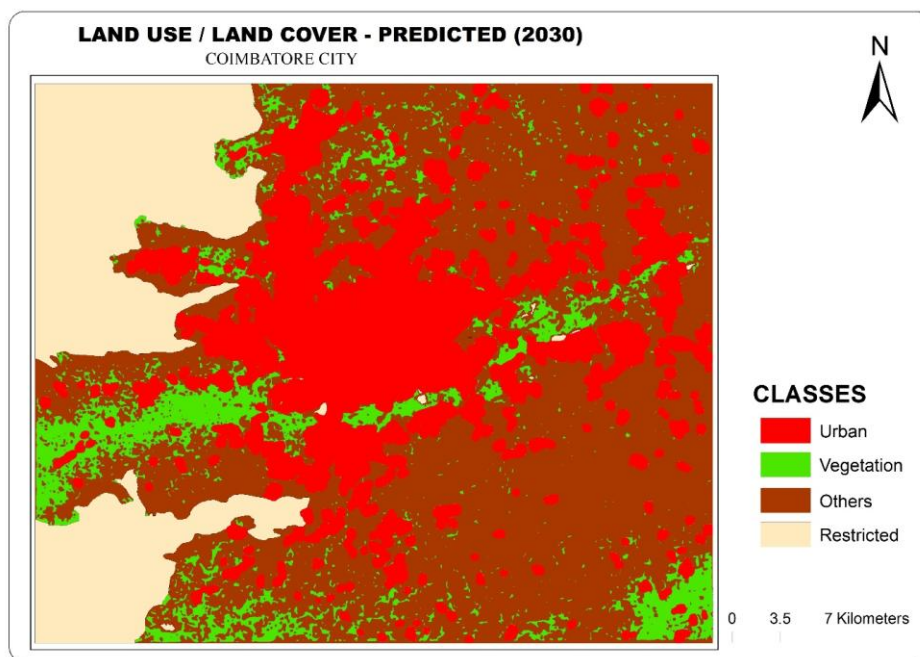 LAND USE / LAND COVER - PREDICTED (2030)
COIMBATORE CITY
N
CLASSES
Urban
Vegetation
Others
Restricted
0 3.5 7 Kilometers